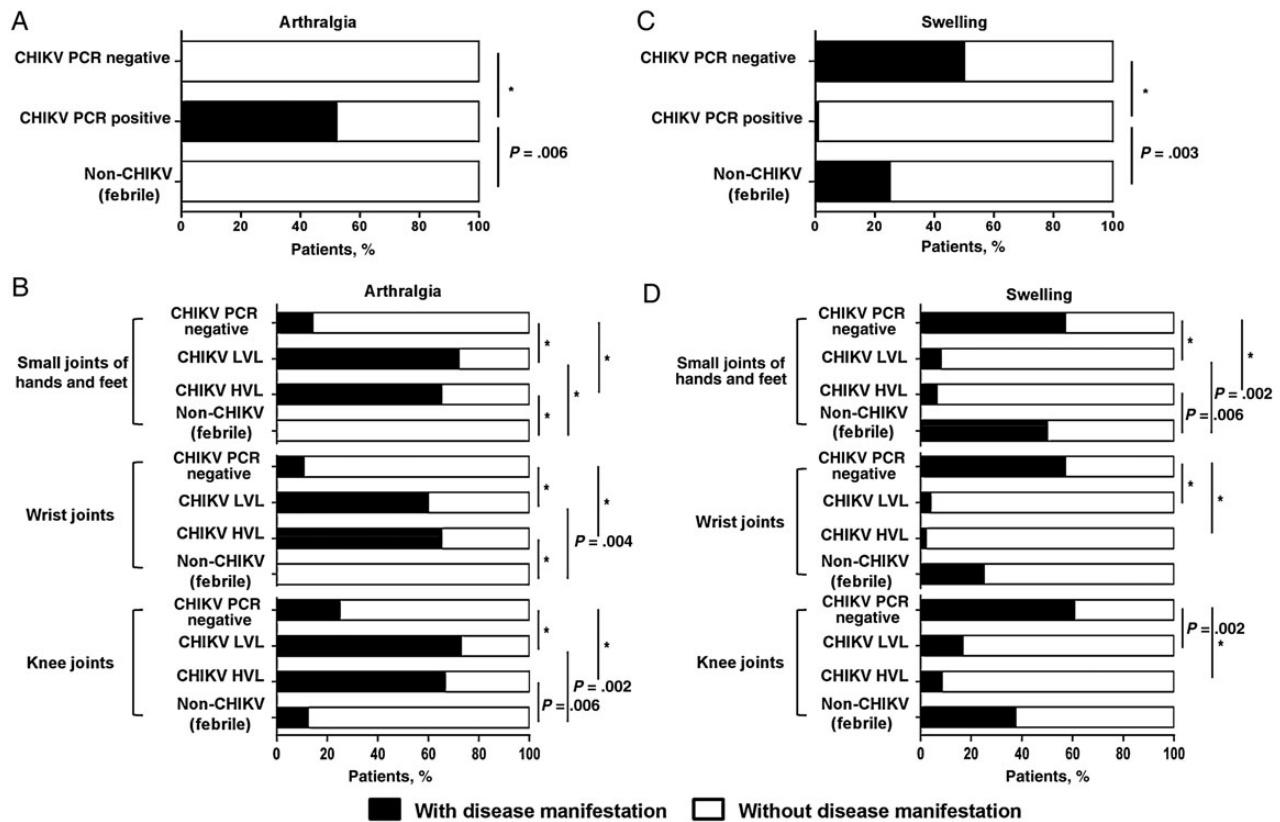 A
Arthralgia
CHIKV PCR negative
CHIKV PCR positive
Non-CHIKV
(febrile)
*
P = .006
0 20 40 60 80 100
Patients, %
C
Swelling
CHIKV PCR negative
CHIKV PCR positive
Non-CHIKV
(febrile)
*
P = .003
0 20 40 60 80 100
Patients, %
B
Arthralgia
Small joints of
hands and feet
CHIKV PCR
negative
CHIKV LVL
CHIKV HVL
Non-CHIKV
(febrile)
*
*
*
*
Wrist joints
CHIKV PCR
negative
CHIKV LVL
CHIKV HVL
Non-CHIKV
(febrile)
*
*
P = .004
*
Knee joints
CHIKV PCR
negative
CHIKV LVL
CHIKV HVL
Non-CHIKV
(febrile)
*
*
P = .002
P = .006
0 20 40 60 80 100
Patients, %
D
Swelling
Small joints of
hands and feet
CHIKV PCR
negative
CHIKV LVL
CHIKV HVL
Non-CHIKV
(febrile)
*
*
P = .002
P = .006
Wrist joints
CHIKV PCR
negative
CHIKV LVL
CHIKV HVL
Non-CHIKV
(febrile)
*
*
Knee joints
CHIKV PCR
negative
CHIKV LVL
CHIKV HVL
Non-CHIKV
(febrile)
P = .002
*
0 20 40 60 80 100
Patients, %
With disease manifestation
Without disease manifestation